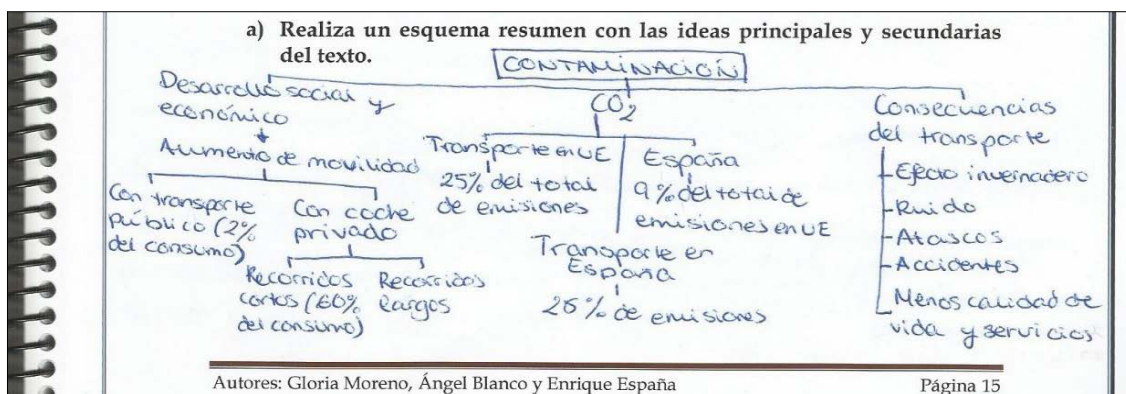 a) Realiza un esquema resumen con las ideas principales y secundarias
del texto.
CONTAMINACIÓN
Desarrollo social y
económico
Aumento de movilidad
Con transporte
público (2%
del consumo)
Con coche
privado
Recorridos
cortos (60%
del consumo)
Recorridos
largos
CO2
Transporte en UE
25% del total
de emisiones
España
9% del total de
emisiones en UE
Transporte en
España
26% de emisiones
Consecuencias
del transporte
- Efecto invernadero
- Ruido
- Atascos
- Accidentes
- Menos calidad de
vida y servicios
Autores: Gloria Moreno, Ángel Blanco y Enrique España
Página 15